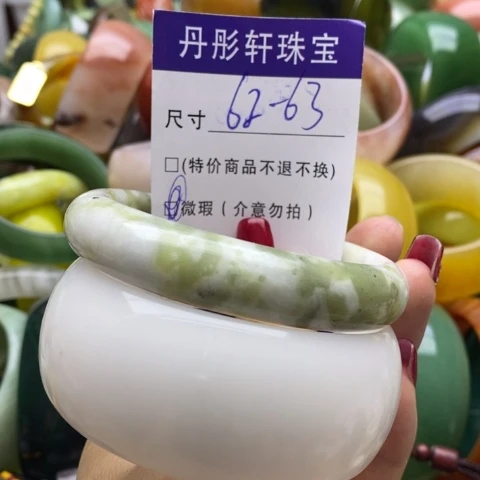 丹彤轩珠宝
尺寸 62-63
□(特价商品不退不换)
☑微瑕(介意勿拍)